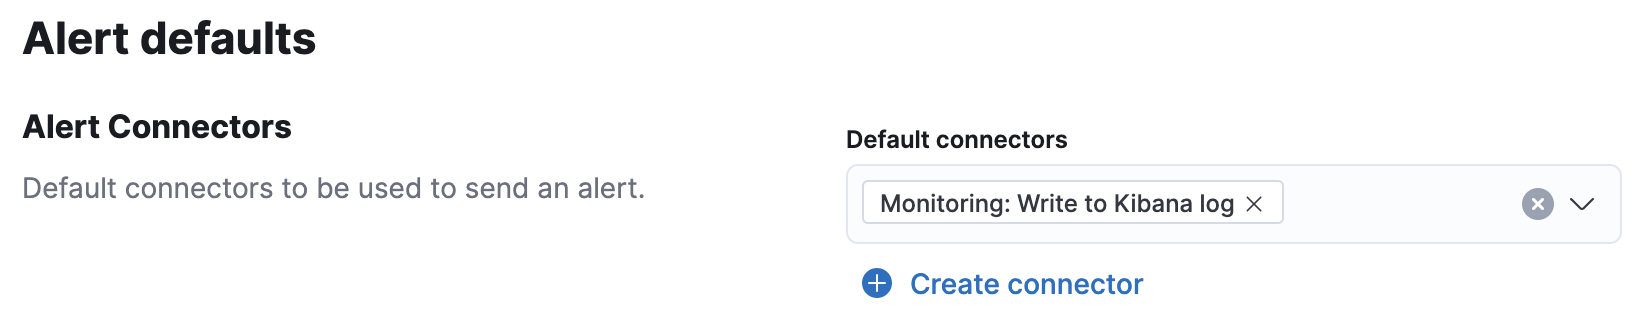 Alert defaults
Alert Connectors
Default connectors to be used to send an alert.
Default connectors
Monitoring: Write to Kibana log
Create connector